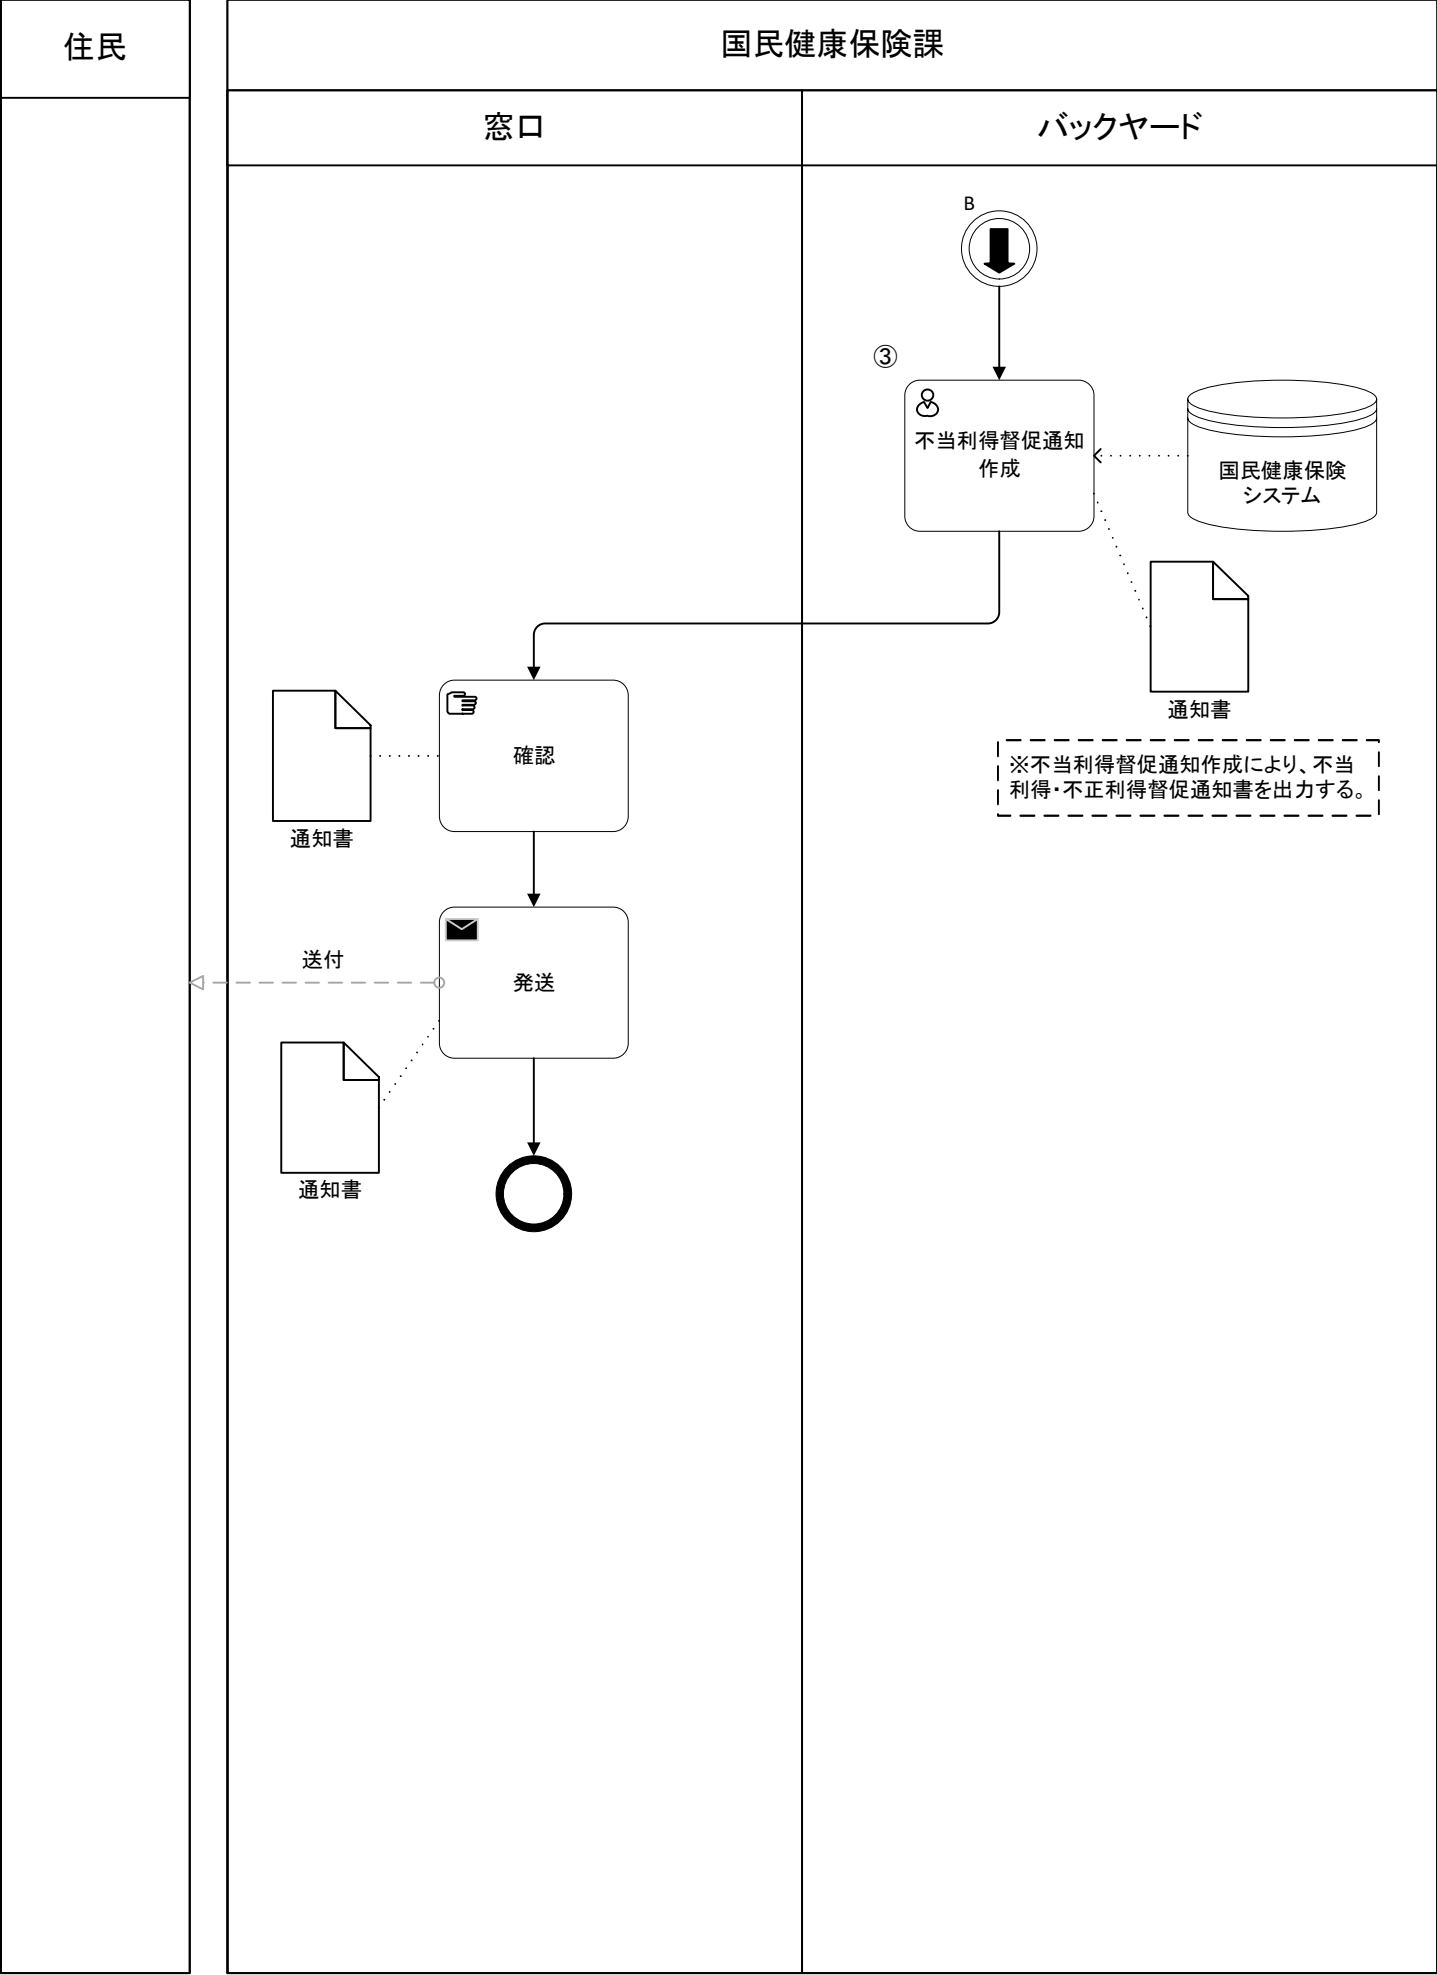 住民
国民健康保険課
窓口
バックヤード
B
③
不当利得督促通知
作成
国民健康保険
システム
通知書
※不当利得督促通知作成により、不当
利得・不正利得督促通知書を出力する。
確認
通知書
送付
発送
通知書